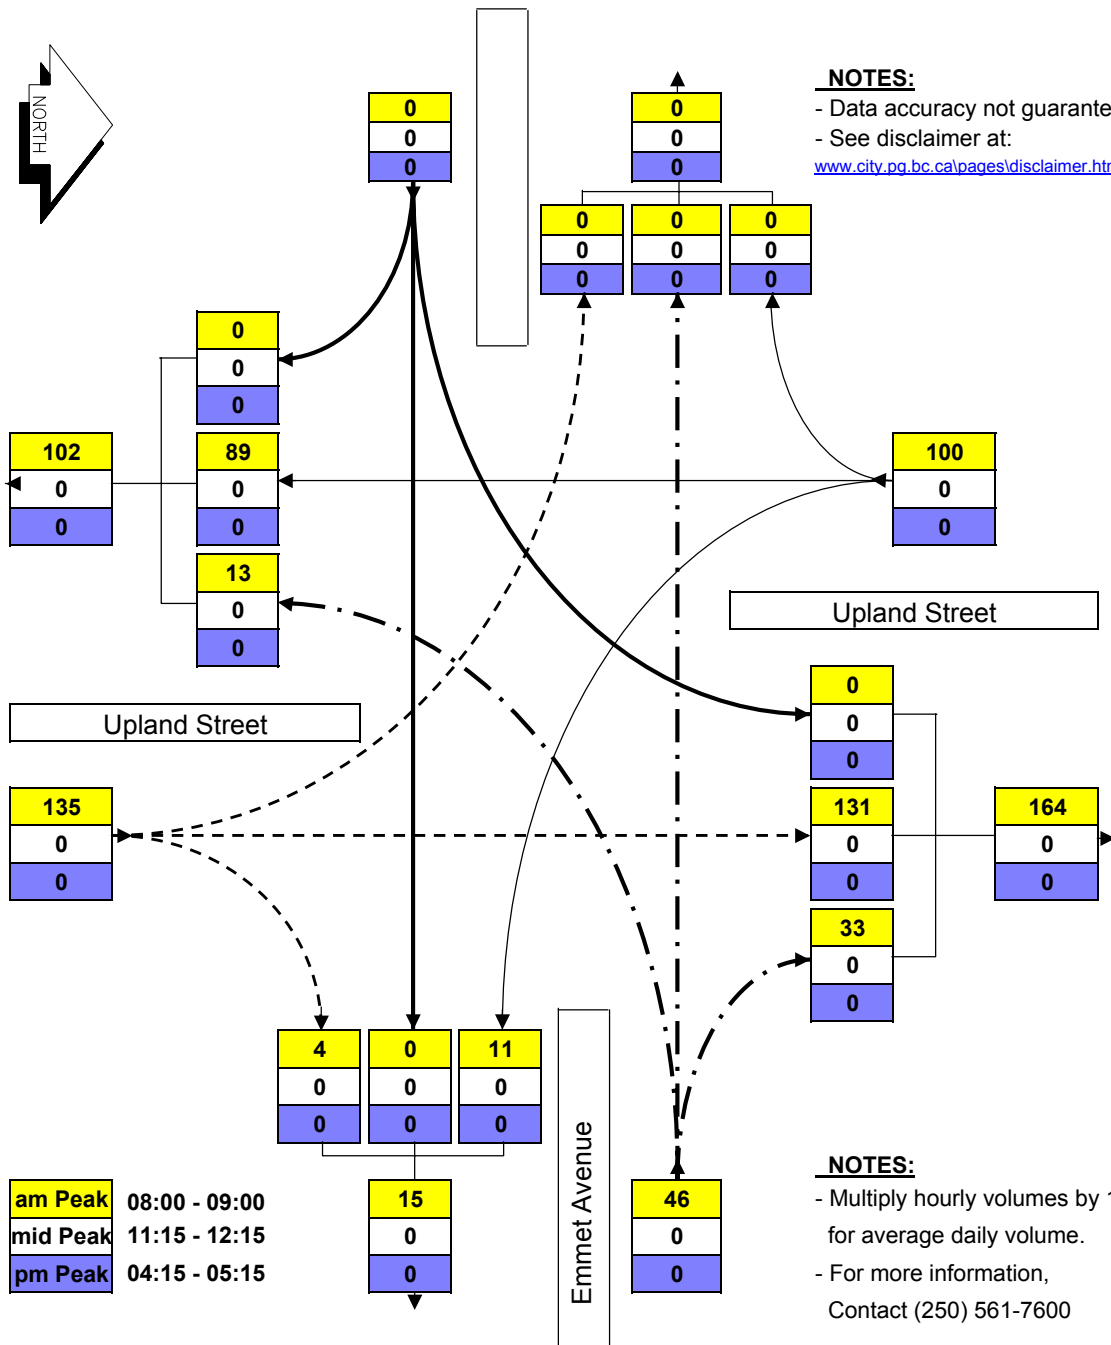 NORTH
NOTES:
- Data accuracy not guarante
- See disclaimer at:
www.city.pg.bc.ca\pages\disclaimer.htm
0
0
0
0
0
0
0 0 0
0 0 0
0 0 0
0
0
0
102
0
0
89
0
0
100
0
0
13
0
0
Upland Street
0
0
0
Upland Street
135
0
0
131
0
0
164
0
0
33
0
0
4 0 11
0 0 0
0 0 0
Emmet Avenue
am Peak 08:00 - 09:00
mid Peak 11:15 - 12:15
pm Peak 04:15 - 05:15
15
0
0
46
0
0
NOTES:
- Multiply hourly volumes by 1
for average daily volume.
- For more information,
Contact (250) 561-7600